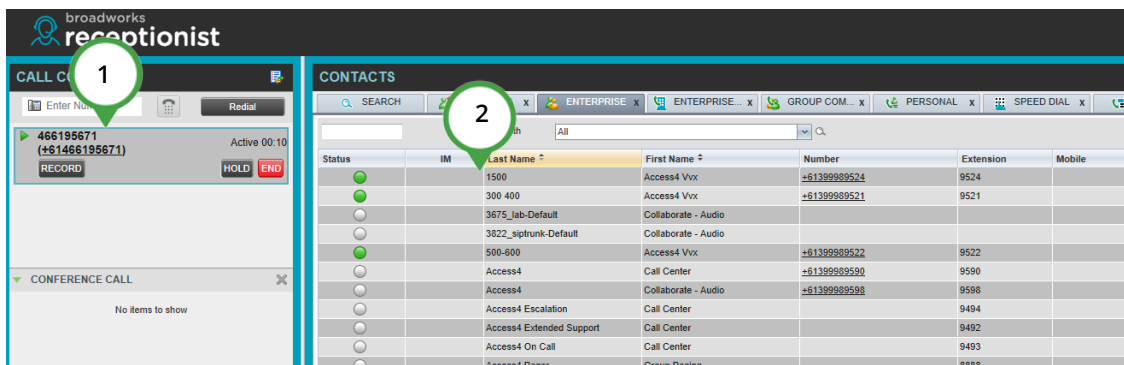 broadworks
receptionist
CALL CO
1
Enter Nu
Redial
466195671
(+61466195671)
Active 00:10
RECORD
HOLD
END
CONFERENCE CALL
No items to show
CONTACTS
2
SEARCH
X
ENTERPRISE X
ENTERPRISE... X
GROUP COM... X
PERSONAL X
SPEED DIAL X
All
Status IM Last Name First Name Number Extension Mobile
1500 Access4 Vvx +61399989524 9524
300 400 Access4 Vvx +61399989521 9521
3675_lab-Default Collaborate - Audio
3822_siptrunk-Default Collaborate - Audio
500-600 Access4 Vvx +61399989522 9522
Access4 Call Center +61399989590 9590
Access4 Collaborate - Audio +61399989598 9598
Access4 Escalation Call Center 9494
Access4 Extended Support Call Center 9492
Access4 On Call Call Center 9493